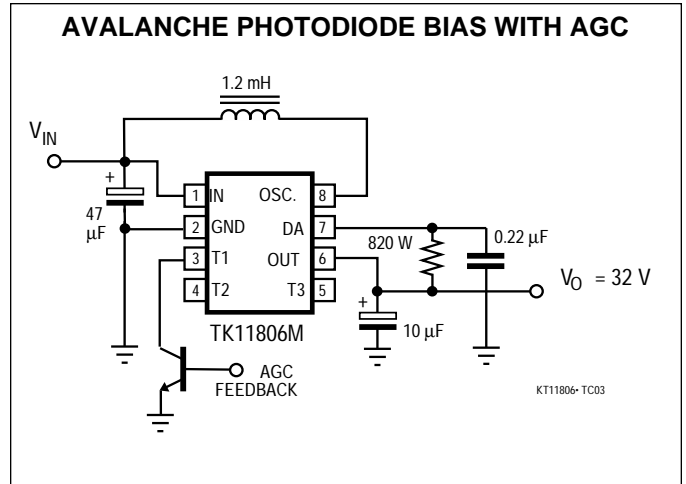 AVALANCHE PHOTODIODE BIAS WITH AGC
1.2 mH
VIN
+
47
µF
1 IN OSC. 8
2 GND DA 7
3 T1 OUT 6
4 T2 T3 5
TK11806M
820 W
0.22 µF
+
10 µF
VO = 32 V
AGC
FEEDBACK
KT11806• TC03